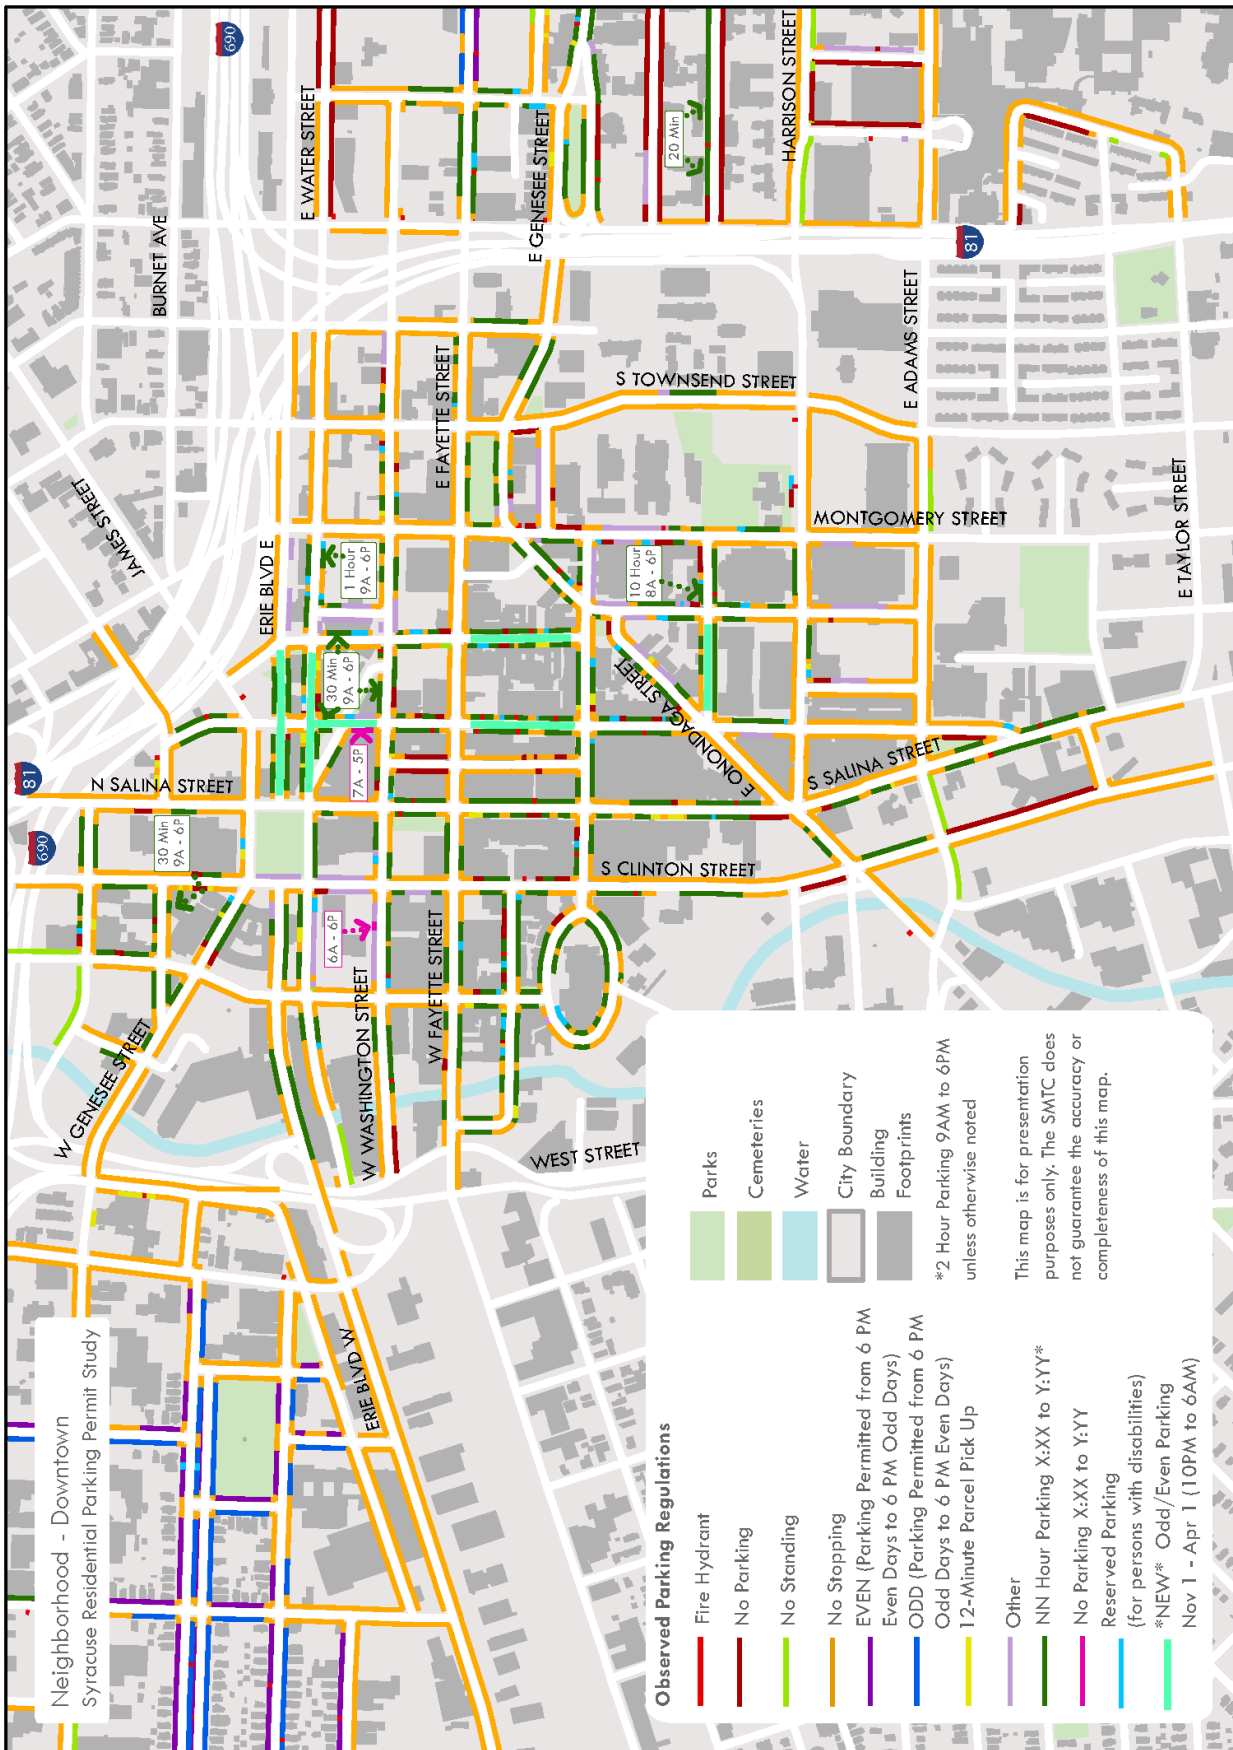 Neighborhood - Downtown
Syracuse Residential Parking Permit Study
690
81
690
81
JAMES STREET
BURNET AVE
N SALINA STREET
ERIE BLVD E
E WATER STREET
30 Min
9A - 6P
30 Min
9A - 6P
1 Hour
9A - 6P
7A - 5P
6A - 6P
W GENESEE STREET
W WASHINGTON STREET
W FAYETTE STREET
E FAYETTE STREET
E GENESEE STREET
ERIE BLVD W
WEST STREET
S CLINTON STREET
E ONONDAGA STREET
10 Hour
8A - 6P
20 Min
S TOWNSEND STREET
HARRISON STREET
MONTGOMERY STREET
S SALINA STREET
E ADAMS STREET
E TAYLOR STREET
Observed Parking Regulations
Fire Hydrant
No Parking
No Standing
No Stopping
EVEN (Parking Permitted from 6 PM
Even Days to 6 PM Odd Days)
ODD (Parking Permitted from 6 PM
Odd Days to 6 PM Even Days)
12-Minute Parcel Pick Up
Other
NN Hour Parking X:XX to Y:YY*
No Parking X:XX to Y:YY
Reserved Parking
(for persons with disabilities)
*NEW* Odd/Even Parking
Nov 1 - Apr 1 (10PM to 6AM)
Parks
Cemeteries
Water
City Boundary
Building
Footprints
*2 Hour Parking 9AM to 6PM
unless otherwise noted
This map is for presentation
purposes only. The SMTC does
not guarantee the accuracy or
completeness of this map.